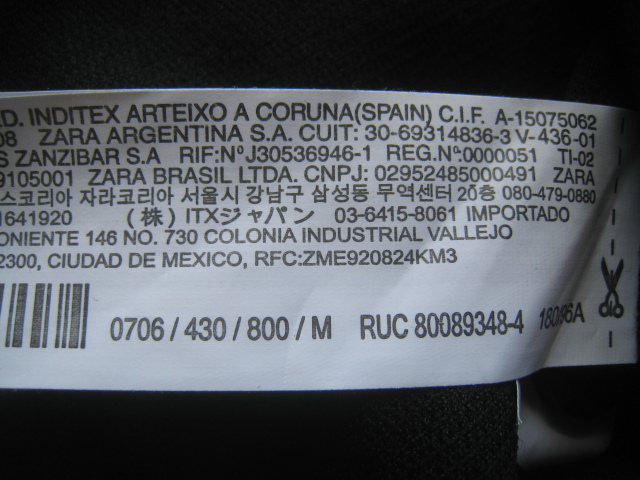 ED. INDITEX ARTEIXO A CORUNA(SPAIN) C.I.F. A-15075062
08 ZARA ARGENTINA S.A. CUIT: 30-69314836-3 V-436-01
S ZANZIBAR S.A RIF:NºJ30536946-1 REG.Nº:0000051 TI-02
9105001 ZARA BRASIL LTDA. CNPJ: 02952485000491 ZARA
스코리아 자라코리아 서울시 강남구 삼성동 무역센터 20층 080-479-0880
1641920 (株) ITXジャパン 03-6415-8061 IMPORTADO
ONIENTE 146 NO. 730 COLONIA INDUSTRIAL VALLEJO
2300, CIUDAD DE MEXICO, RFC:ZME920824KM3
0706 / 430 / 800 / M RUC 80089348-4